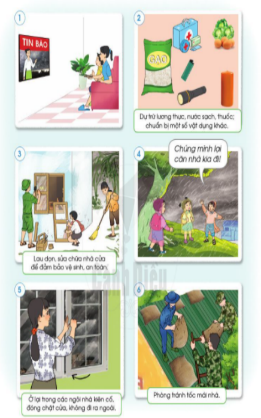 1
TIN BÃO
2
GẠO
Dự trữ lương thực, nước sạch, thuốc;
chuẩn bị một số vật dụng khác.
3
Lau dọn, sửa chữa nhà cửa
để đảm bảo vệ sinh, an toàn.
4
Chúng mình lại
căn nhà kia đi!
Cánh Diều
5
Ở lại trong các ngôi nhà kiên cố,
đóng chặt cửa, không đi ra ngoài.
6
Phòng tránh tốc mái nhà.